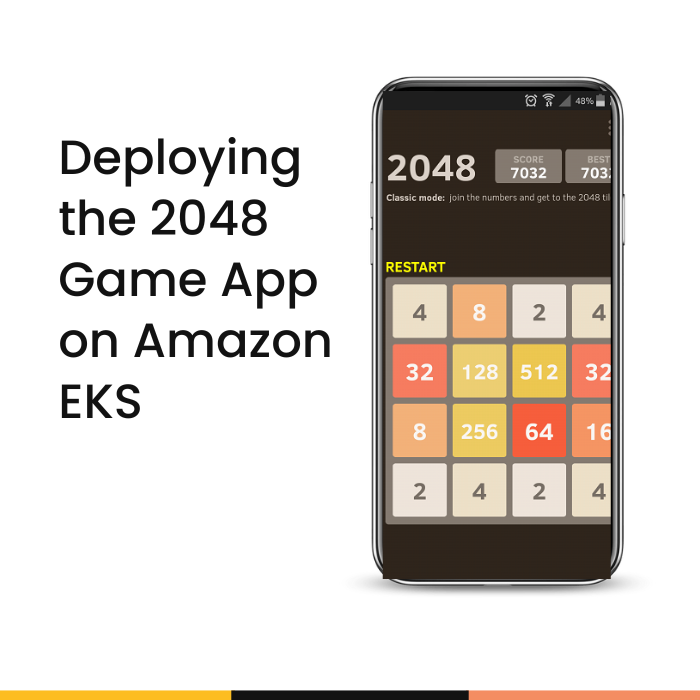 Deploying
the 2048
Game App
on Amazon
EKS
48%
2048
SCORE
7032
BEST
703
Classic mode: join the numbers and get to the 2048 til
RESTART
4 8 2 4
32 128 512 32
8 256 64 16
2 4 2 4